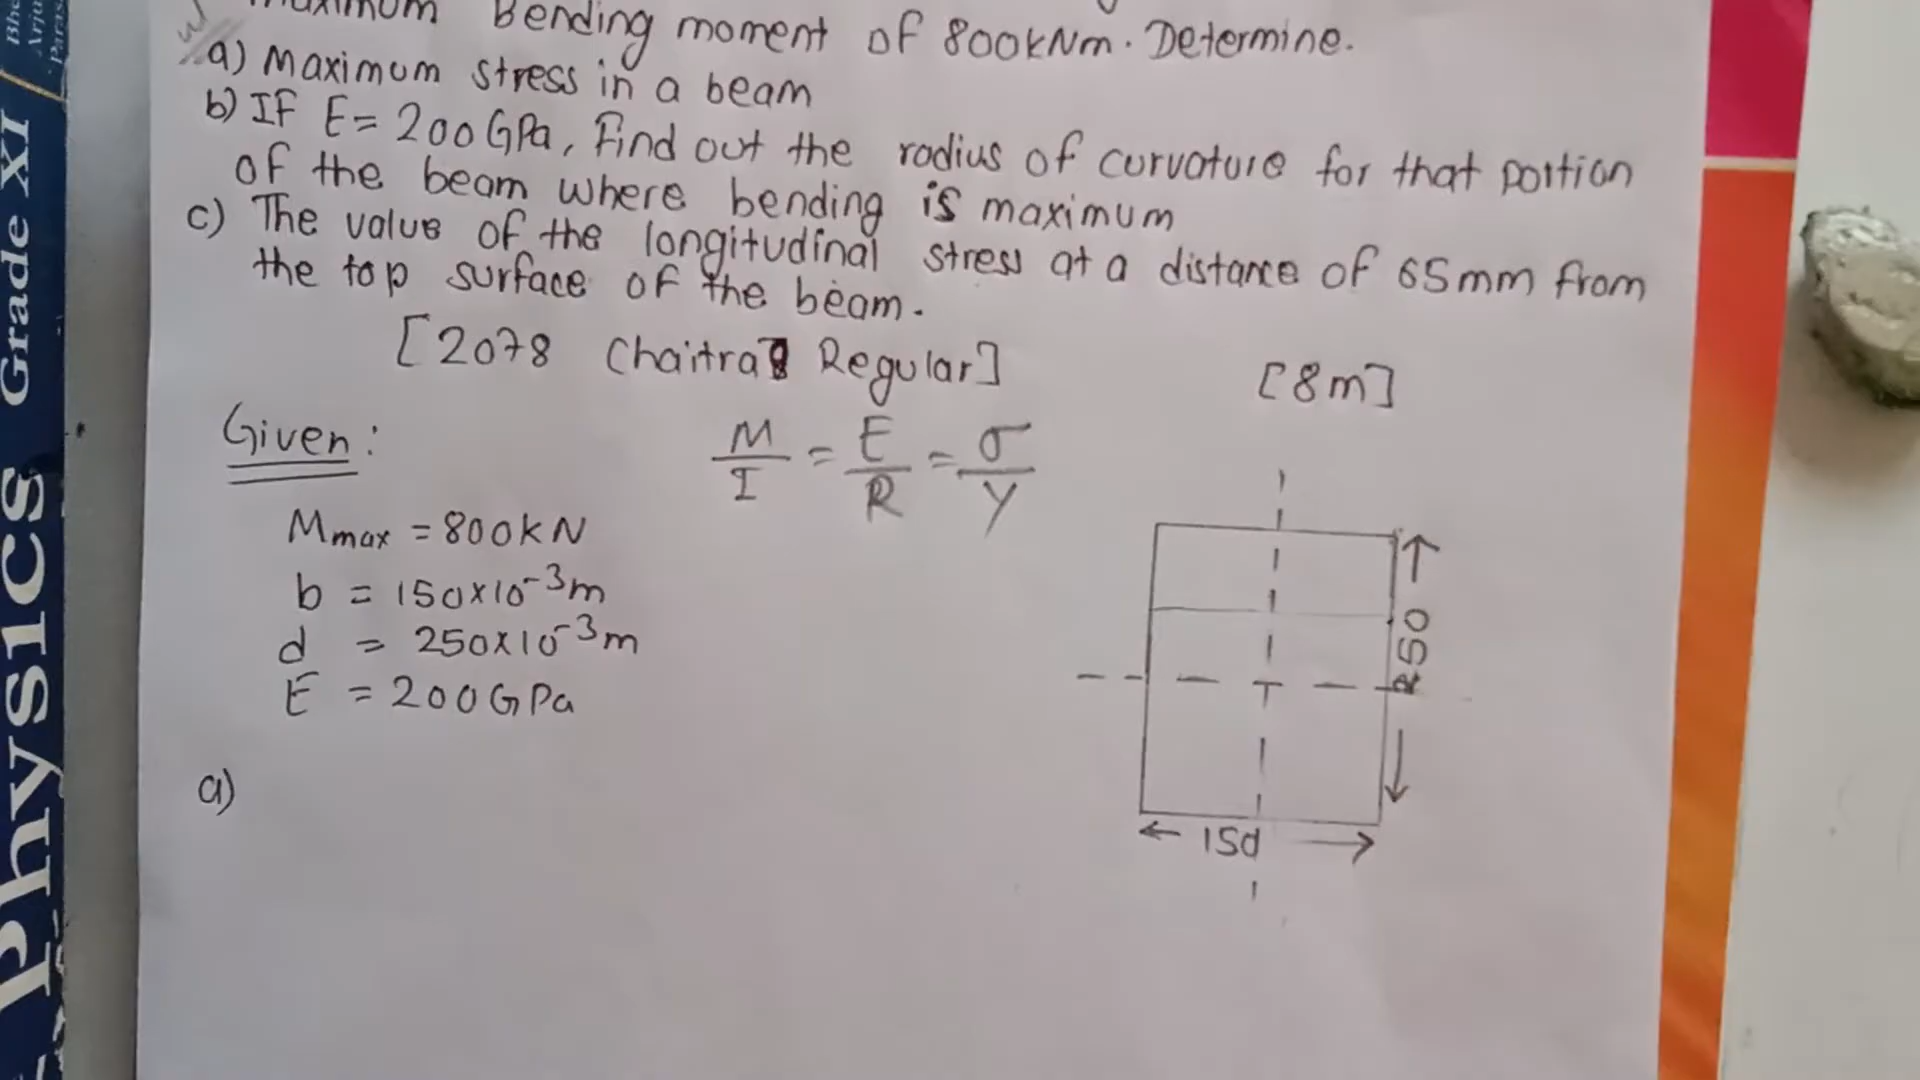 maximum Bending moment of 800kNm. Determine.
a) Maximum stress in a beam
b) If E = 200GPa, Find out the radius of curvature for that portion
of the beam where bending is maximum
c) The value of the longitudinal stress at a distance of 65mm from
the top surface of the beam.
[2078 Chaitra Regular]
[8m]
Given:
M/I = E/R = σ/Y
Mmax = 800kN
b = 150×10⁻³m
d = 250×10⁻³m
E = 200GPa
250
150
a)
Physics Grade XI